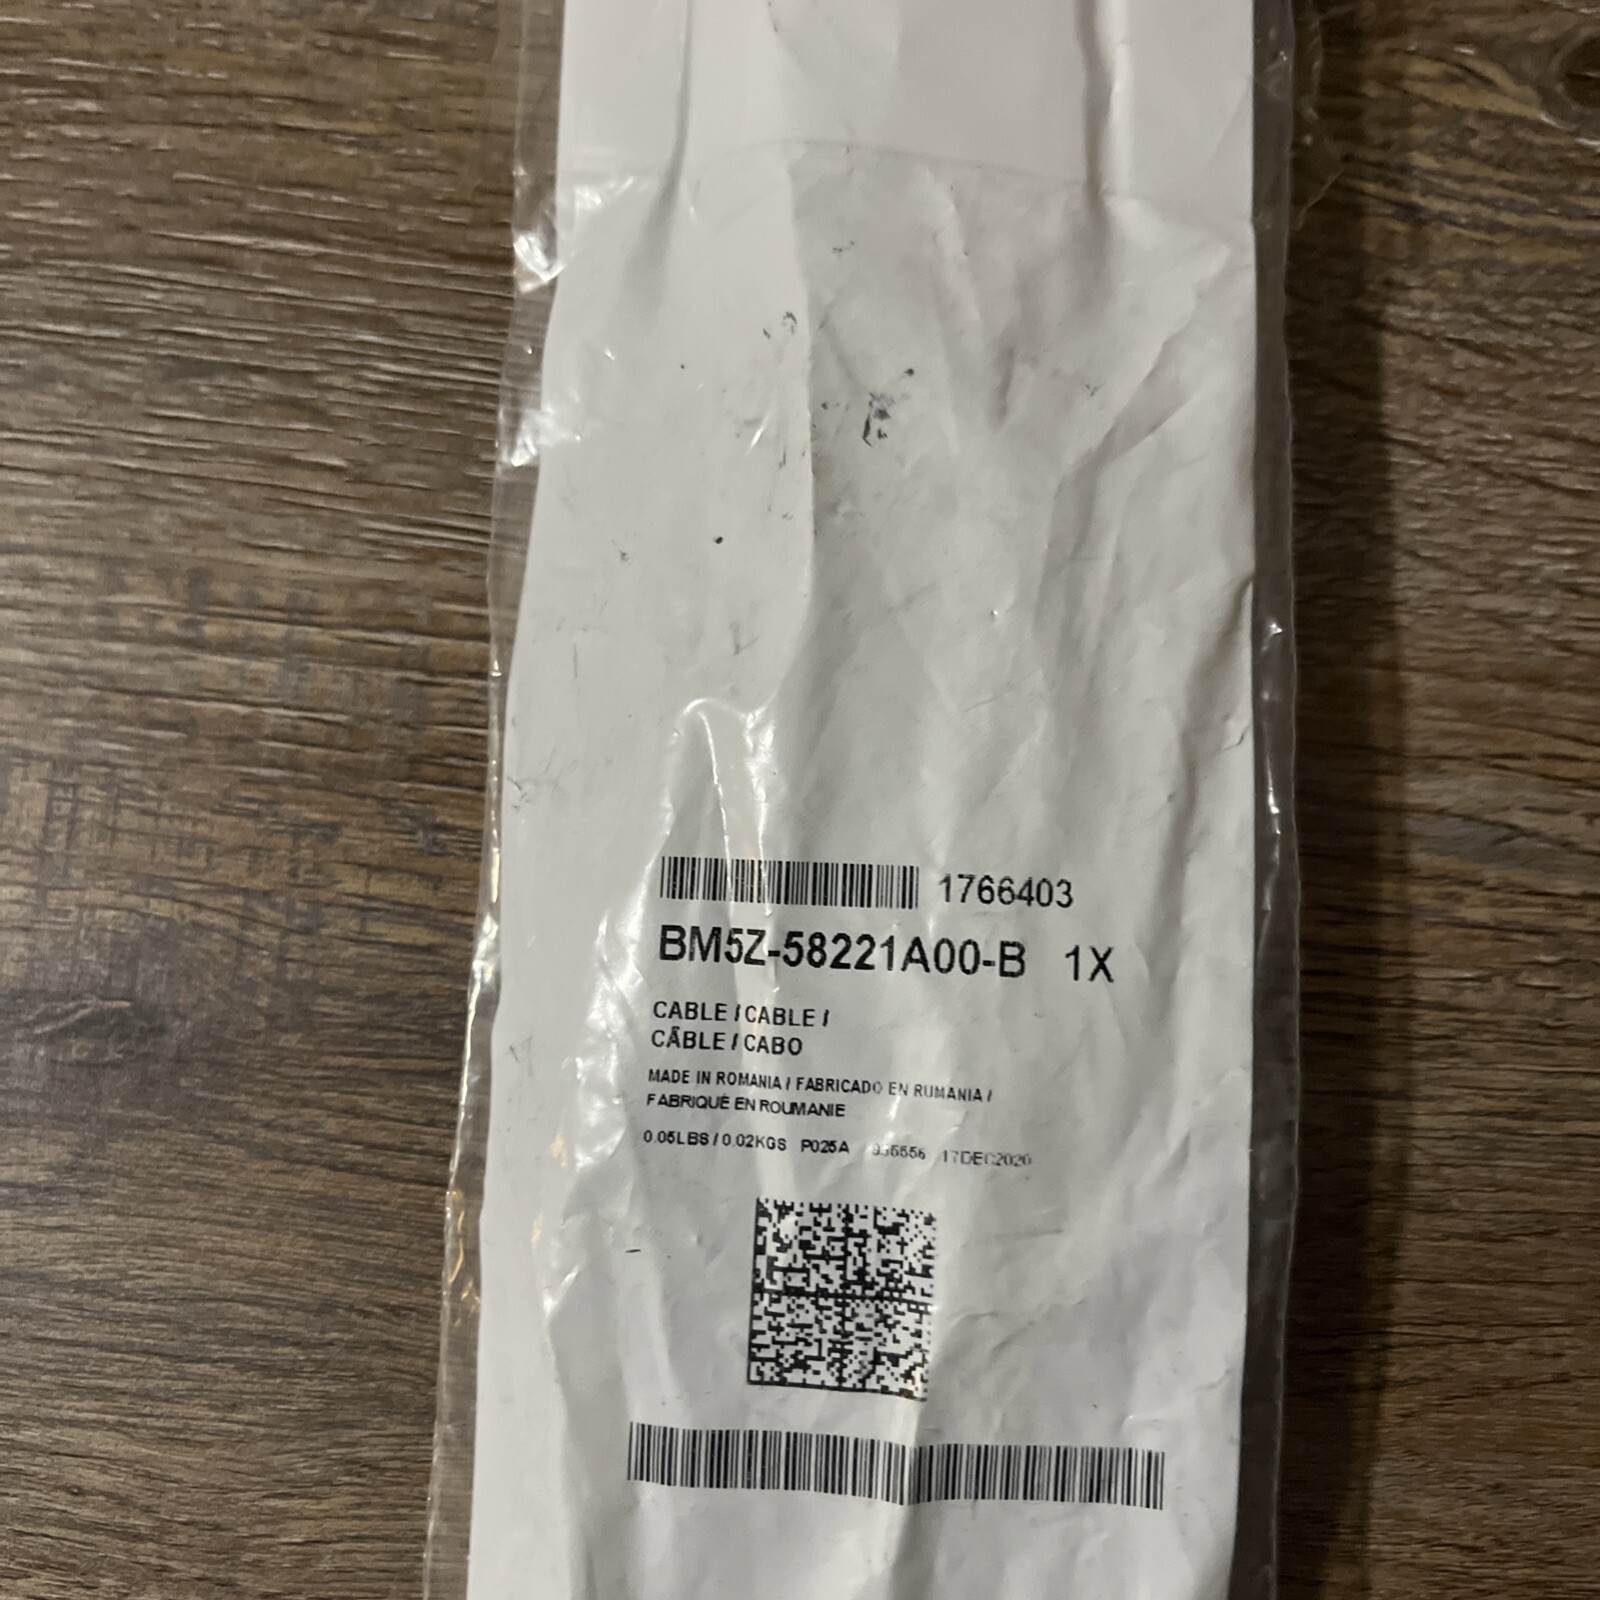 1766403
BM5Z-58221A00-B 1X
CABLE / CABLE /
CÂBLE / CABO
MADE IN ROMANIA / FABRICADO EN RUMANIA /
FABRIQUÉ EN ROUMANIE
0.05LBS / 0.02KGS P025A 17DEC2020